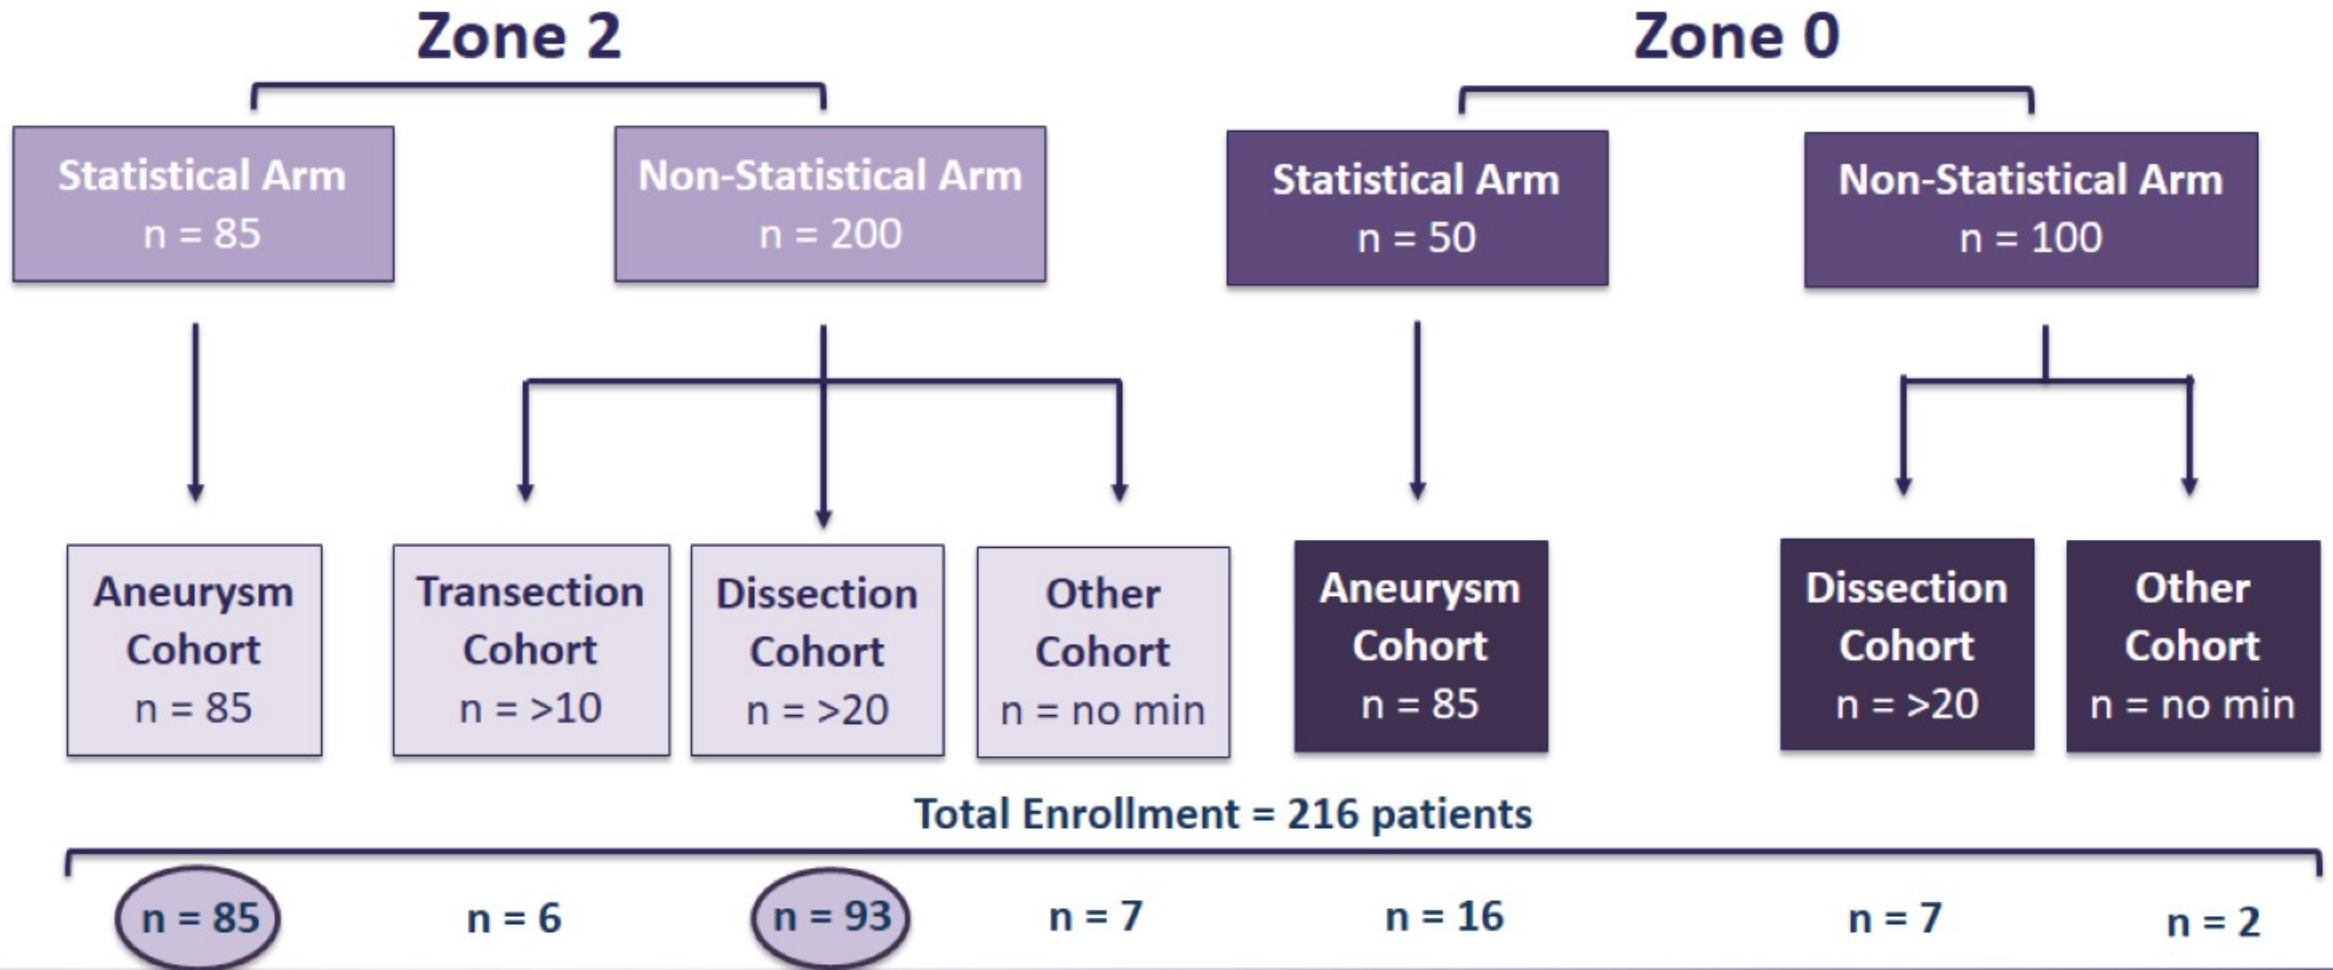 Zone 2
Zone 0
Statistical Arm
n = 85
Non-Statistical Arm
n = 200
Statistical Arm
n = 50
Non-Statistical Arm
n = 100
Aneurysm
Cohort
n = 85
Transection
Cohort
n = >10
Dissection
Cohort
n = >20
Other
Cohort
n = no min
Aneurysm
Cohort
n = 85
Dissection
Cohort
n = >20
Other
Cohort
n = no min
Total Enrollment = 216 patients
n = 85
n = 6
n = 93
n = 7
n = 16
n = 7
n = 2